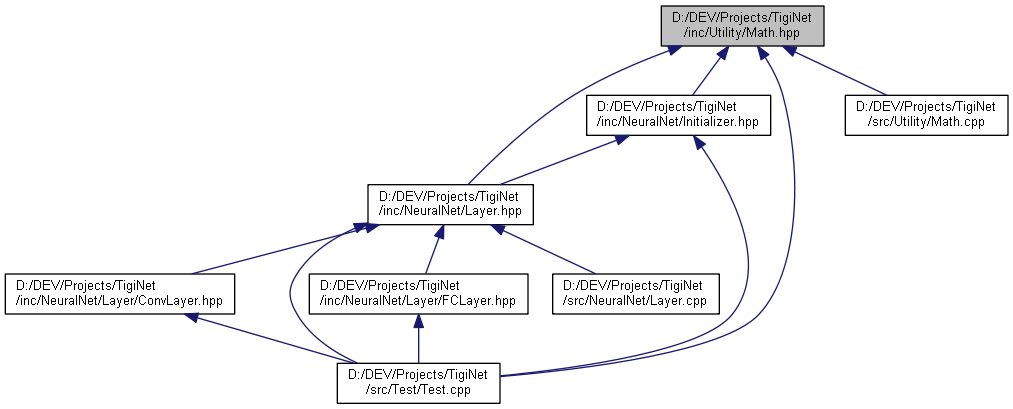 D:/DEV/Projects/TigiNet
/inc/Utility/Math.hpp
D:/DEV/Projects/TigiNet
/inc/NeuralNet/Initializer.hpp
D:/DEV/Projects/TigiNet
/src/Utility/Math.cpp
D:/DEV/Projects/TigiNet
/inc/NeuralNet/Layer.hpp
D:/DEV/Projects/TigiNet
/inc/NeuralNet/Layer/ConvLayer.hpp
D:/DEV/Projects/TigiNet
/inc/NeuralNet/Layer/FCLayer.hpp
D:/DEV/Projects/TigiNet
/src/NeuralNet/Layer.cpp
D:/DEV/Projects/TigiNet
/src/Test/Test.cpp